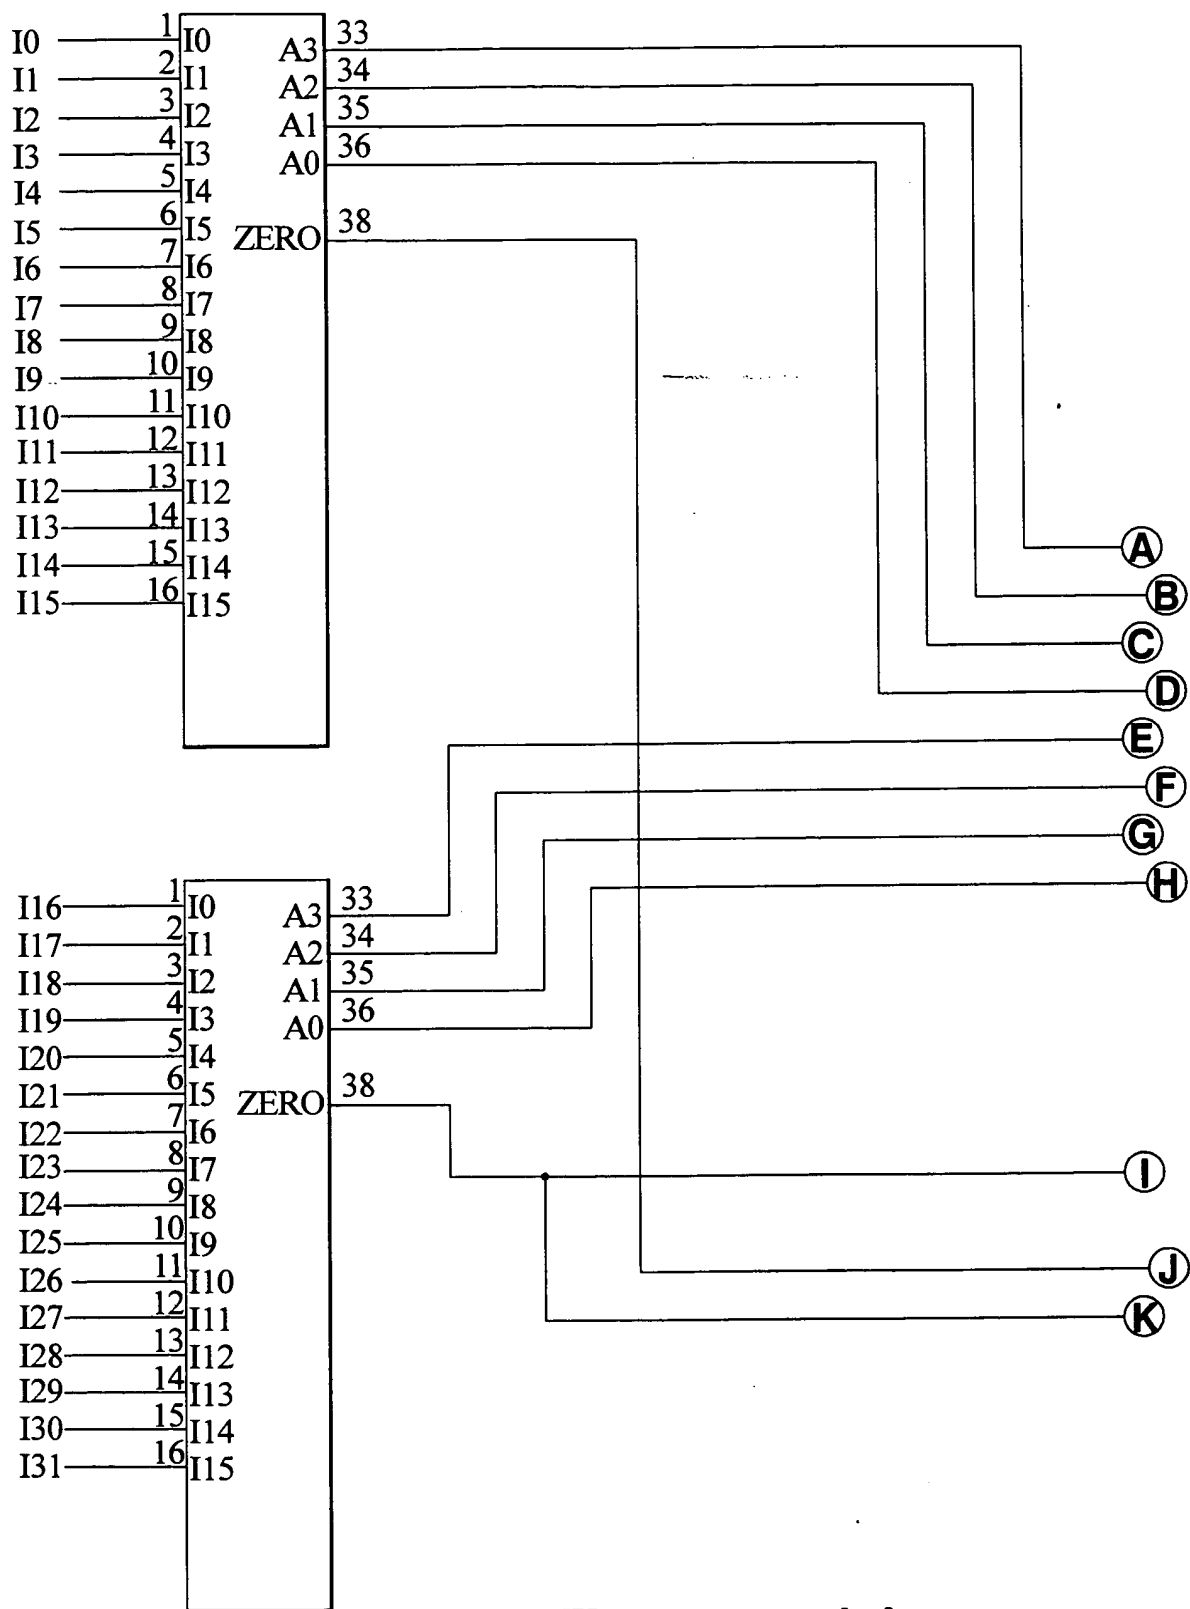 I0 1 I0 A3 33
I1 2 I1 A2 34
I2 3 I2 A1 35
I3 4 I3 A0 36
I4 5 I4
I5 6 I5 ZERO 38
I6 7 I6
I7 8 I7
I8 9 I8
I9 10 I9
I10 11 I10
I11 12 I11
I12 13 I12
I13 14 I13
I14 15 I14
I15 16 I15
A
B
C
D
E
F
G
H
I16 1 I0 A3 33
I17 2 I1 A2 34
I18 3 I2 A1 35
I19 4 I3 A0 36
I20 5 I4
I21 6 I5 ZERO 38
I22 7 I6
I23 8 I7
I24 9 I8
I25 10 I9
I26 11 I10
I27 12 I11
I28 13 I12
I29 14 I13
I30 15 I14
I31 16 I15
I
J
K